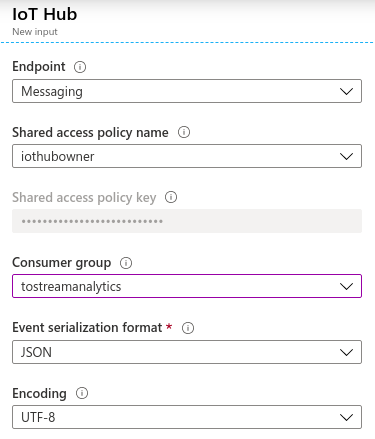 IoT Hub
New input
Endpoint
Messaging
Shared access policy name
iothubowner
Shared access policy key
•••••••••••••••••••••••••••
Consumer group
tostreamanalytics
Event serialization format *
JSON
Encoding
UTF-8